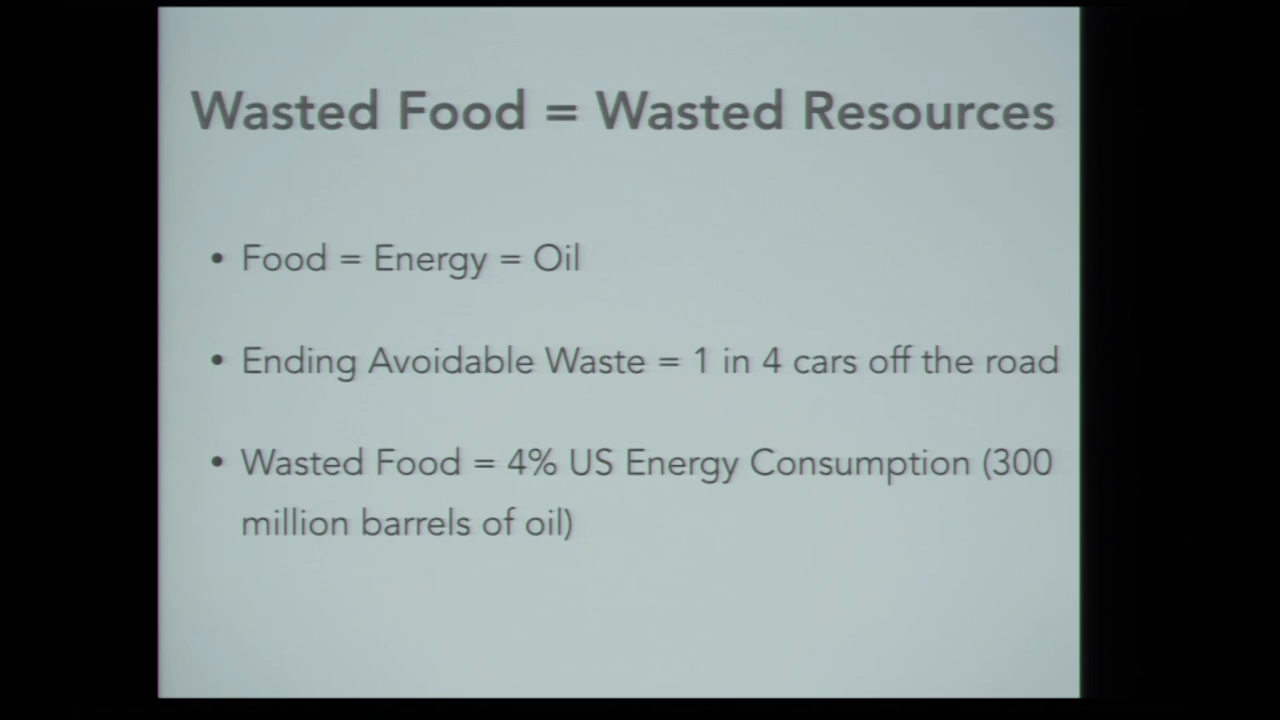 Wasted Food = Wasted Resources
• Food = Energy = Oil
• Ending Avoidable Waste = 1 in 4 cars off the road
• Wasted Food = 4% US Energy Consumption (300
million barrels of oil)